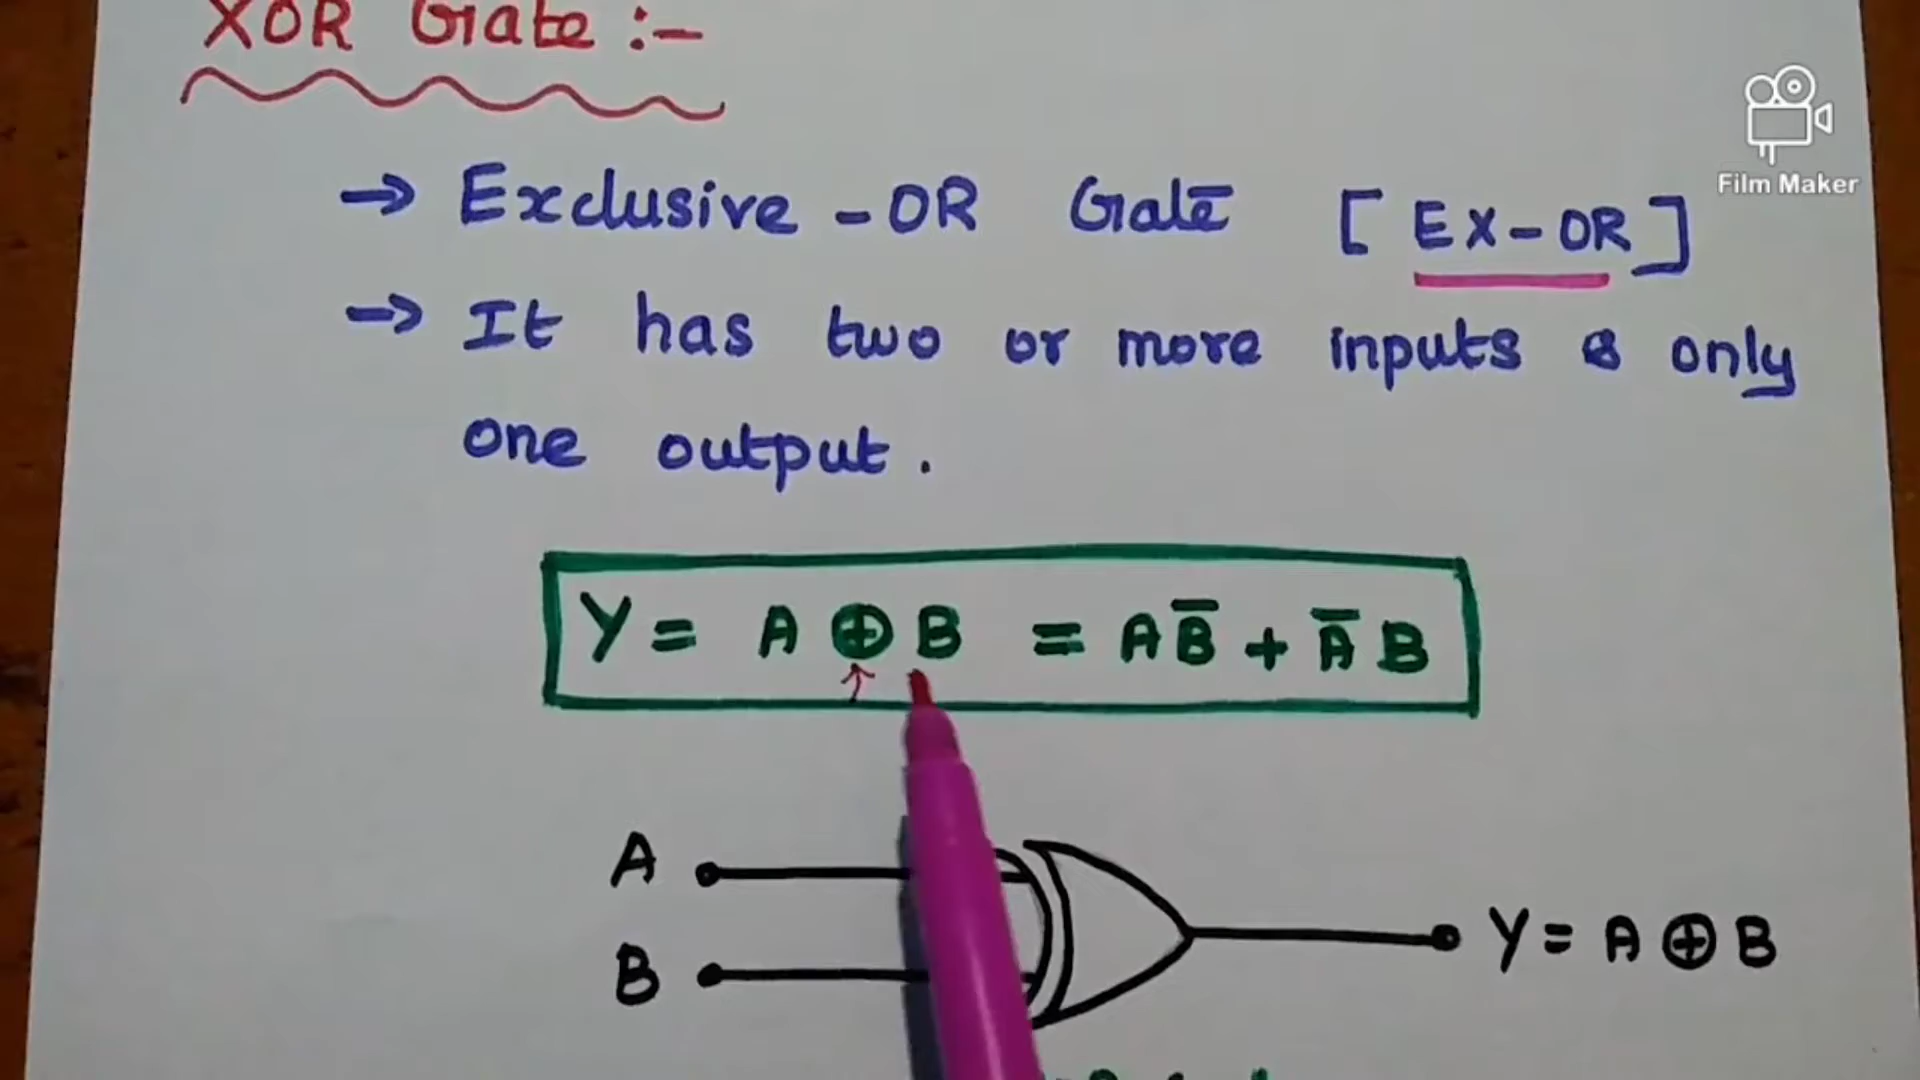 XOR Gate :-
→ Exclusive - OR Gate [ EX - OR ]
→ It has two or more inputs & only
one output .
Y = A ⊕ B = AB̅ + A̅B
A
B
Y = A ⊕ B
Film Maker